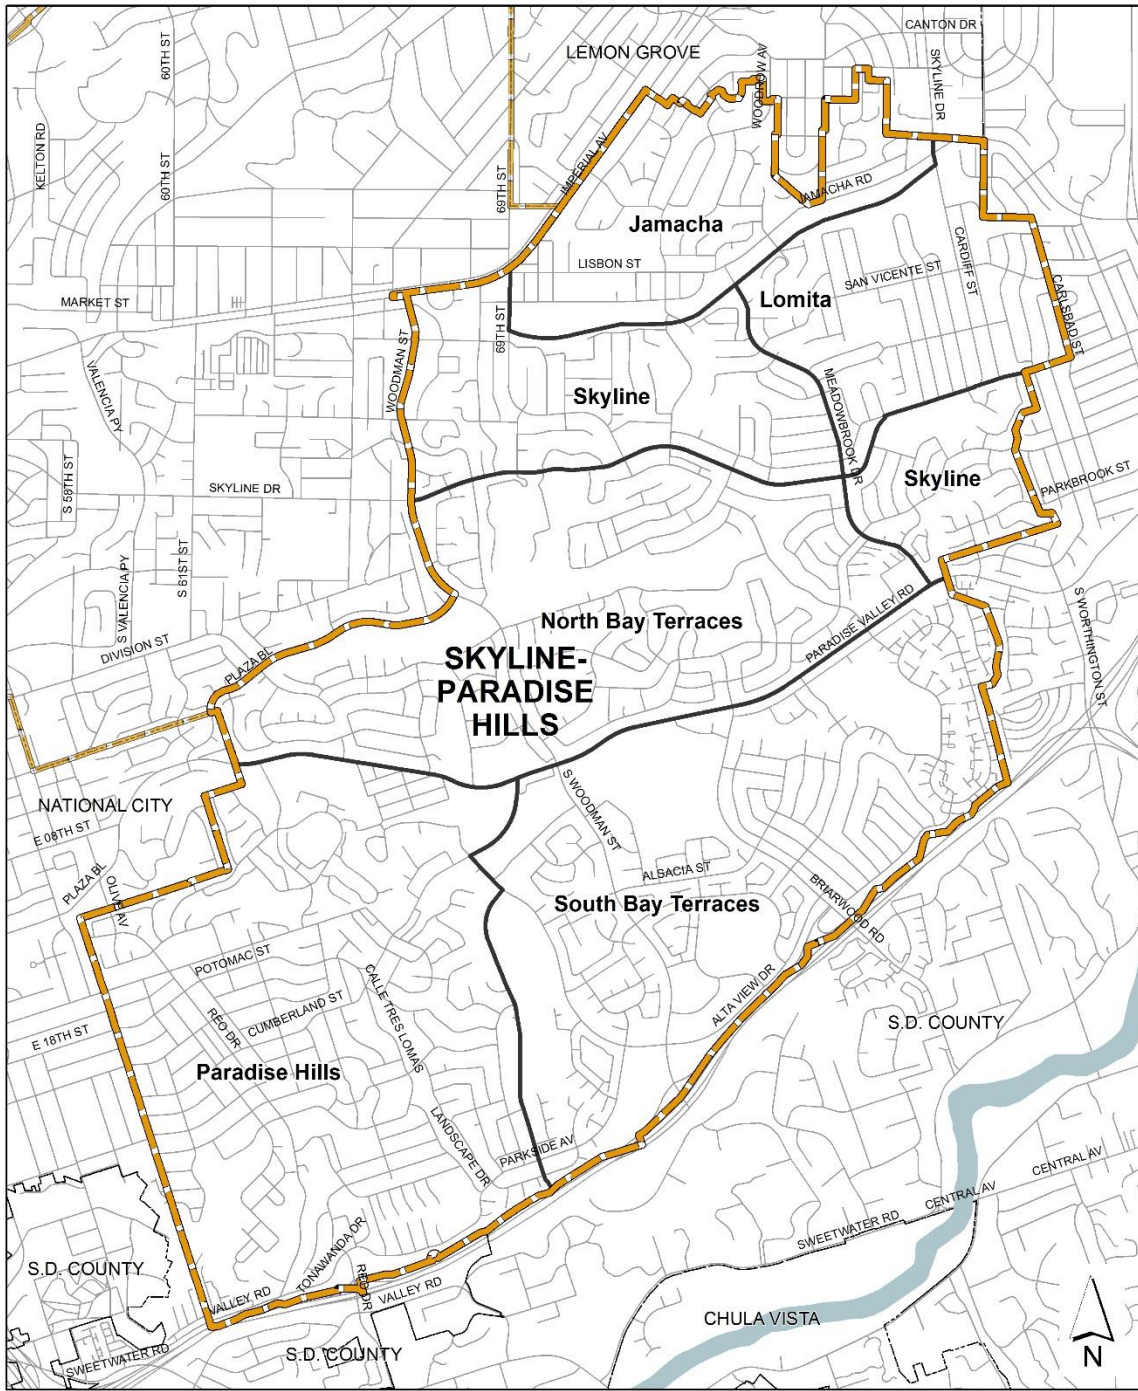 CANTON DR
LEMON GROVE
60TH ST
WOODROW AV
SKYLINE DR
KELTON RD
60TH ST
69TH ST
IMPERIAL AV
JAMACHA RD
Jamacha
LISBON ST
CARDIFF ST
SAN VICENTE ST
MARKET ST
Lomita
CARLSBAD ST
69TH ST
WOODMAN ST
VALENCIA PY
Skyline
MEADOWBROOK DR
S 58TH ST
SKYLINE DR
Skyline
PARKBROOK ST
S 61ST ST
S VALENCIA PY
North Bay Terraces
PARADISE VALLEY RD
S WORTHINGTON ST
DIVISION ST
PLAZA BL
SKYLINE-
PARADISE
HILLS
NATIONAL CITY
S WOODMAN ST
E 08TH ST
PLAZA BL
OLIVE AV
ALSACIA ST
BRIARWOOD RD
South Bay Terraces
POTOMAC ST
CALLE TRES LOMAS
ALTA VIEW DR
CUMBERLAND ST
REO DR
E 18TH ST
S.D. COUNTY
Paradise Hills
LANDSCAPE DR
PARKSIDE AV
CENTRAL AV
CENTRAL AV
SWEETWATER RD
TONAWANDA DR
S.D. COUNTY
REO DR
VALLEY RD
VALLEY RD
CHULA VISTA
SWEETWATER RD
S.D. COUNTY
N